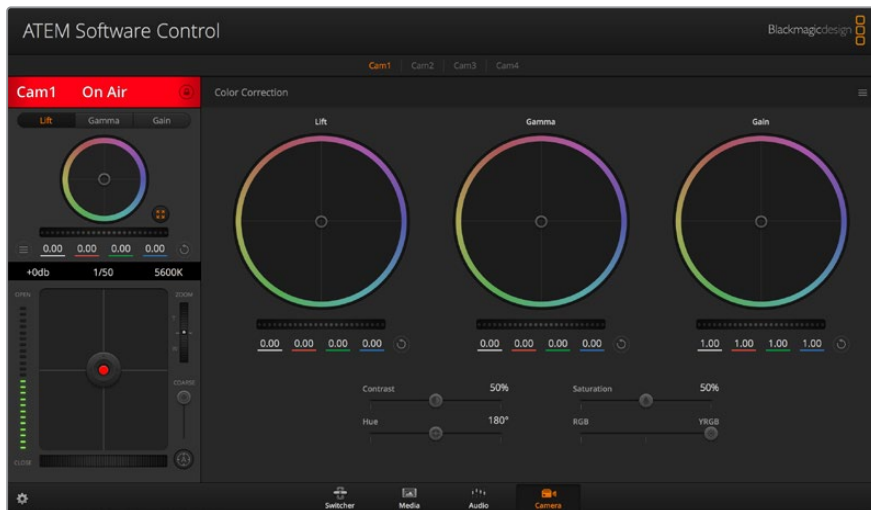 ATEM Software Control
Blackmagicdesign
Cam1 Cam2 Cam3 Cam4
Cam1 On Air
Color Correction
Lift Gamma Gain
Lift Gamma Gain
0.00 0.00 0.00 0.00
+0db 1/50 5600K
OPEN
ZOOM
T
W
COARSE
CLOSE
0.00 0.00 0.00 0.00
0.00 0.00 0.00 0.00
1.00 1.00 1.00 1.00
Contrast 50%
Saturation 50%
Hue 180°
RGB YRGB
Switcher Media Audio Camera